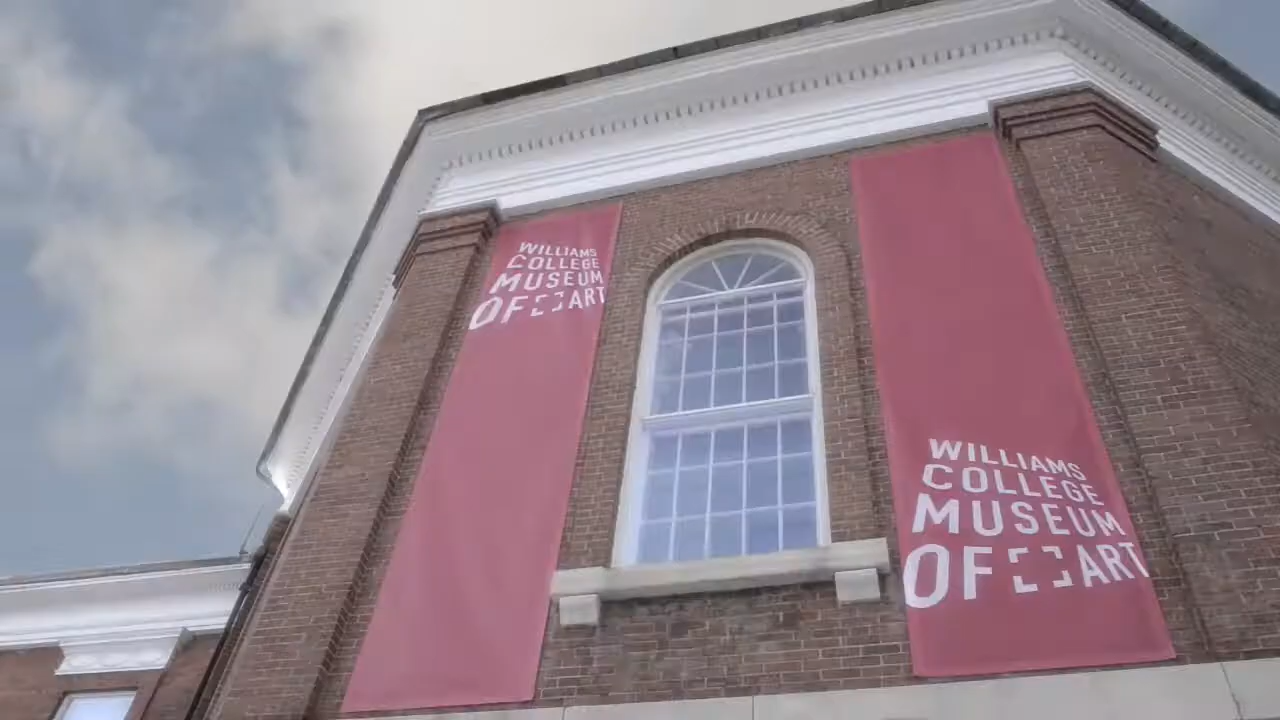 WILLIAMS
COLLEGE
MUSEUM
OF ART
WILLIAMS
COLLEGE
MUSEUM
OF ART